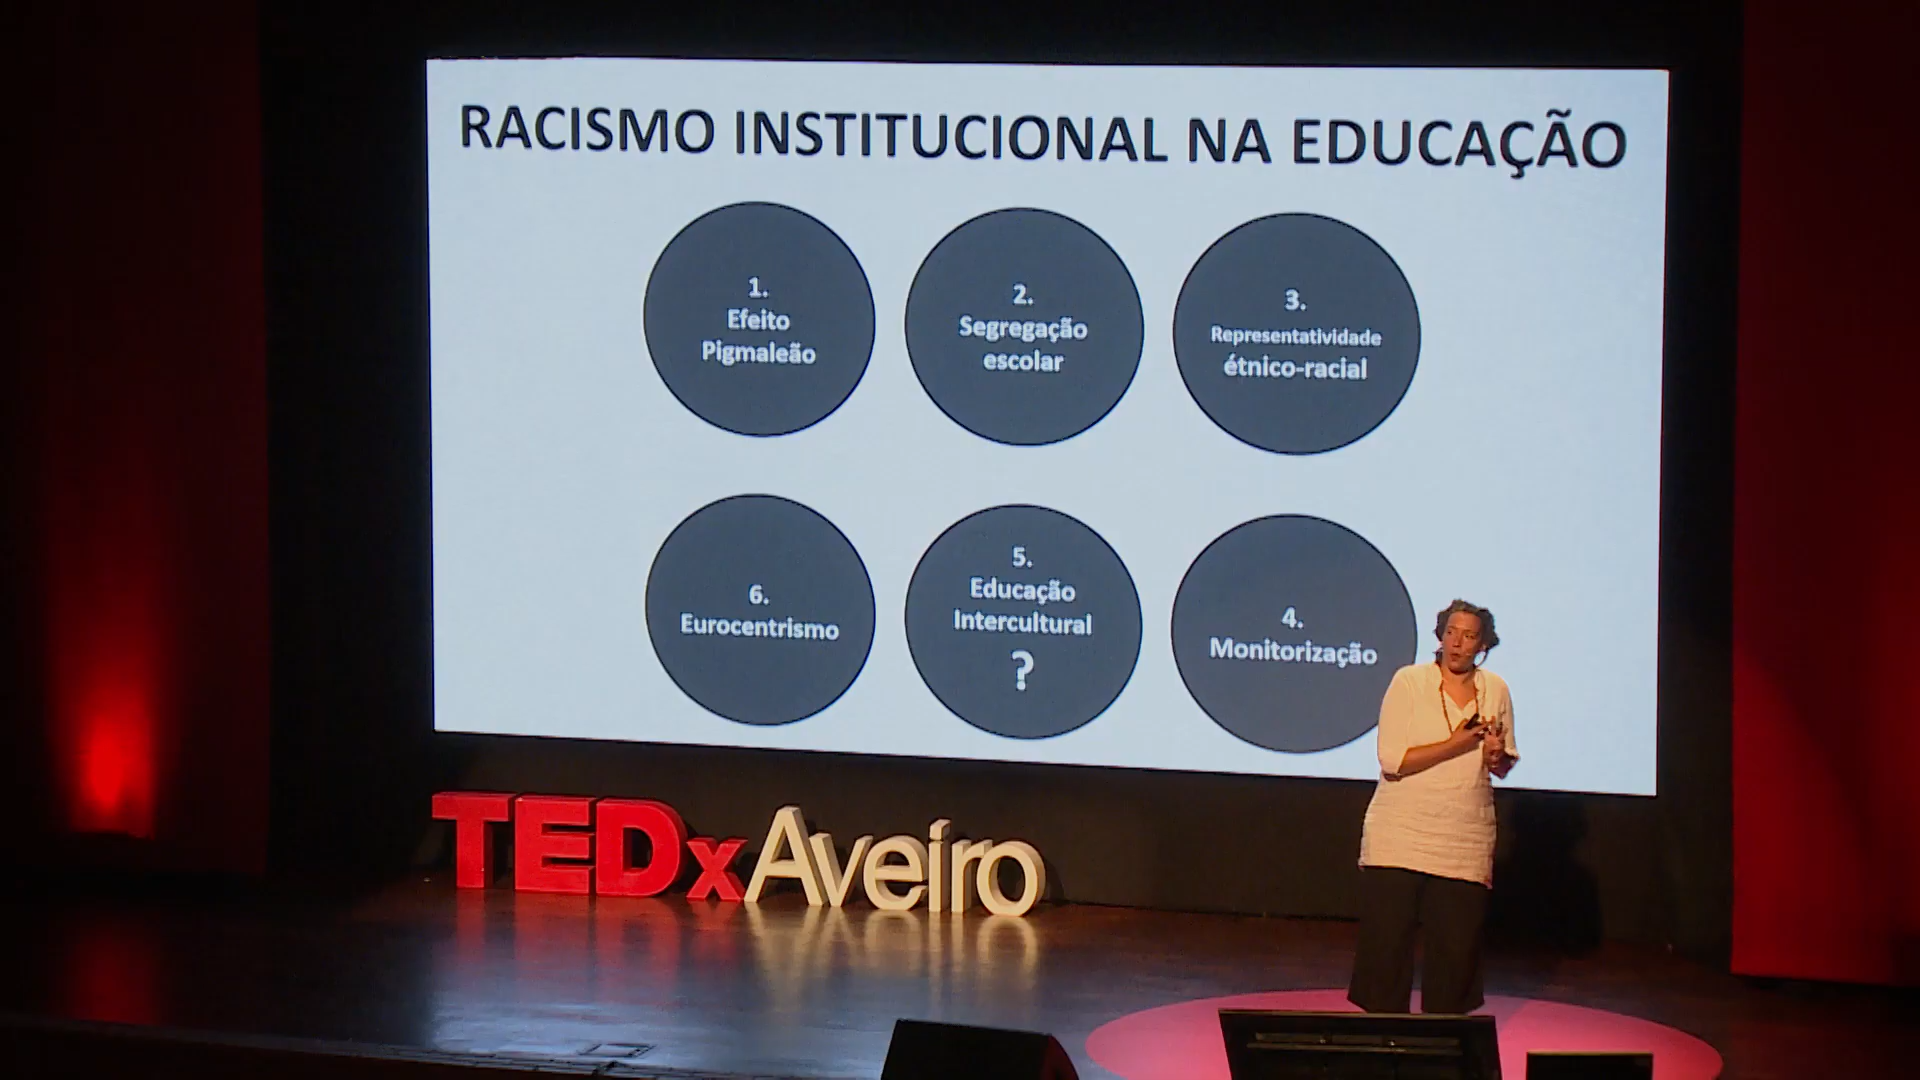 RACISMO INSTITUCIONAL NA EDUCAÇÃO
1.
Efeito
Pigmaleão
2.
Segregação
escolar
3.
Representatividade
étnico-racial
6.
Eurocentrismo
5.
Educação
Intercultural
?
4.
Monitorização
TEDxAveiro